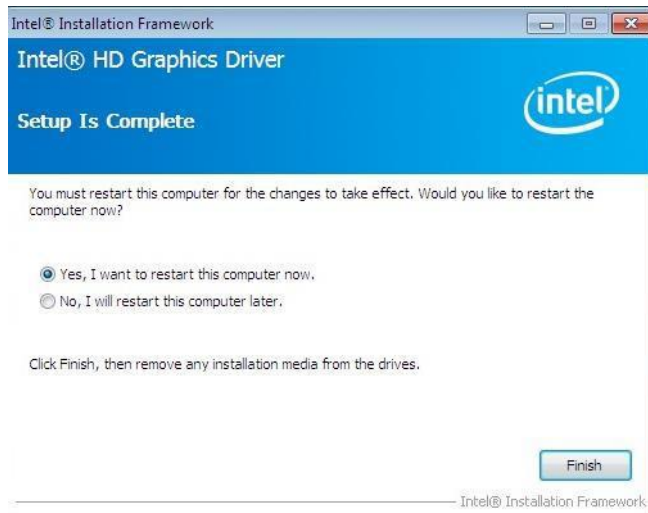 Intel® Installation Framework
Intel® HD Graphics Driver
intel
Setup Is Complete
You must restart this computer for the changes to take effect. Would you like to restart the
computer now?
Yes, I want to restart this computer now.
No, I will restart this computer later.
Click Finish, then remove any installation media from the drives.
Finish
Intel® Installation Framework